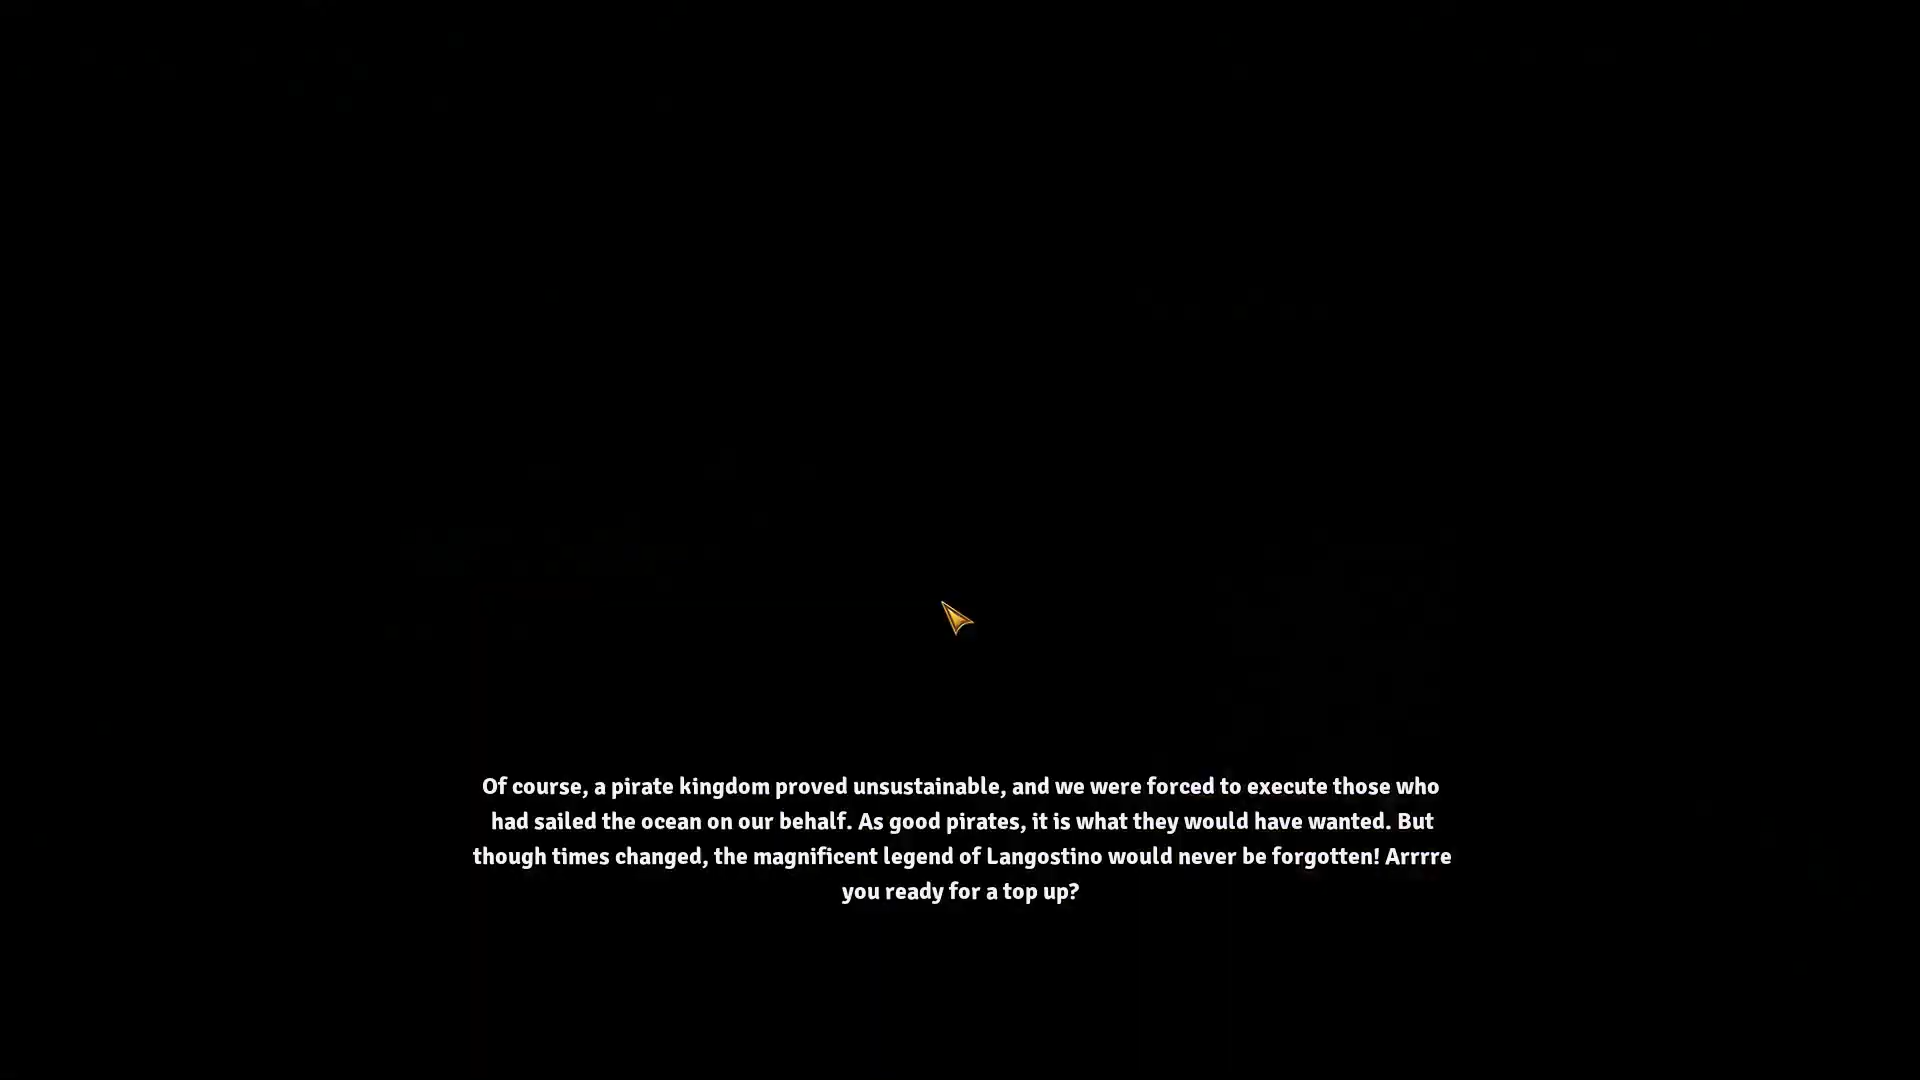 Of course, a pirate kingdom proved unsustainable, and we were forced to execute those who
had sailed the ocean on our behalf. As good pirates, it is what they would have wanted. But
though times changed, the magnificent legend of Langostino would never be forgotten! Arrrre
you ready for a top up?